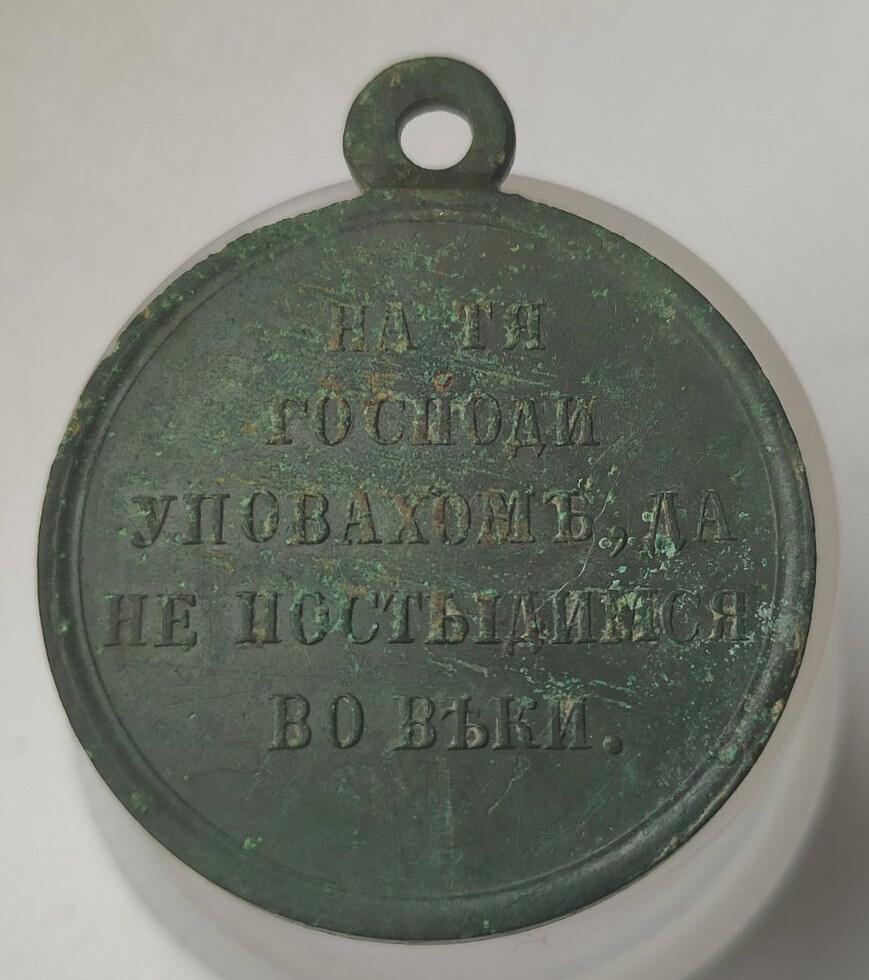 НА ТЯ
ГОСПОДИ
УПОВАХОМЪ, ДА
НЕ ПОСТЫДИМСЯ
ВО ВѢКИ.